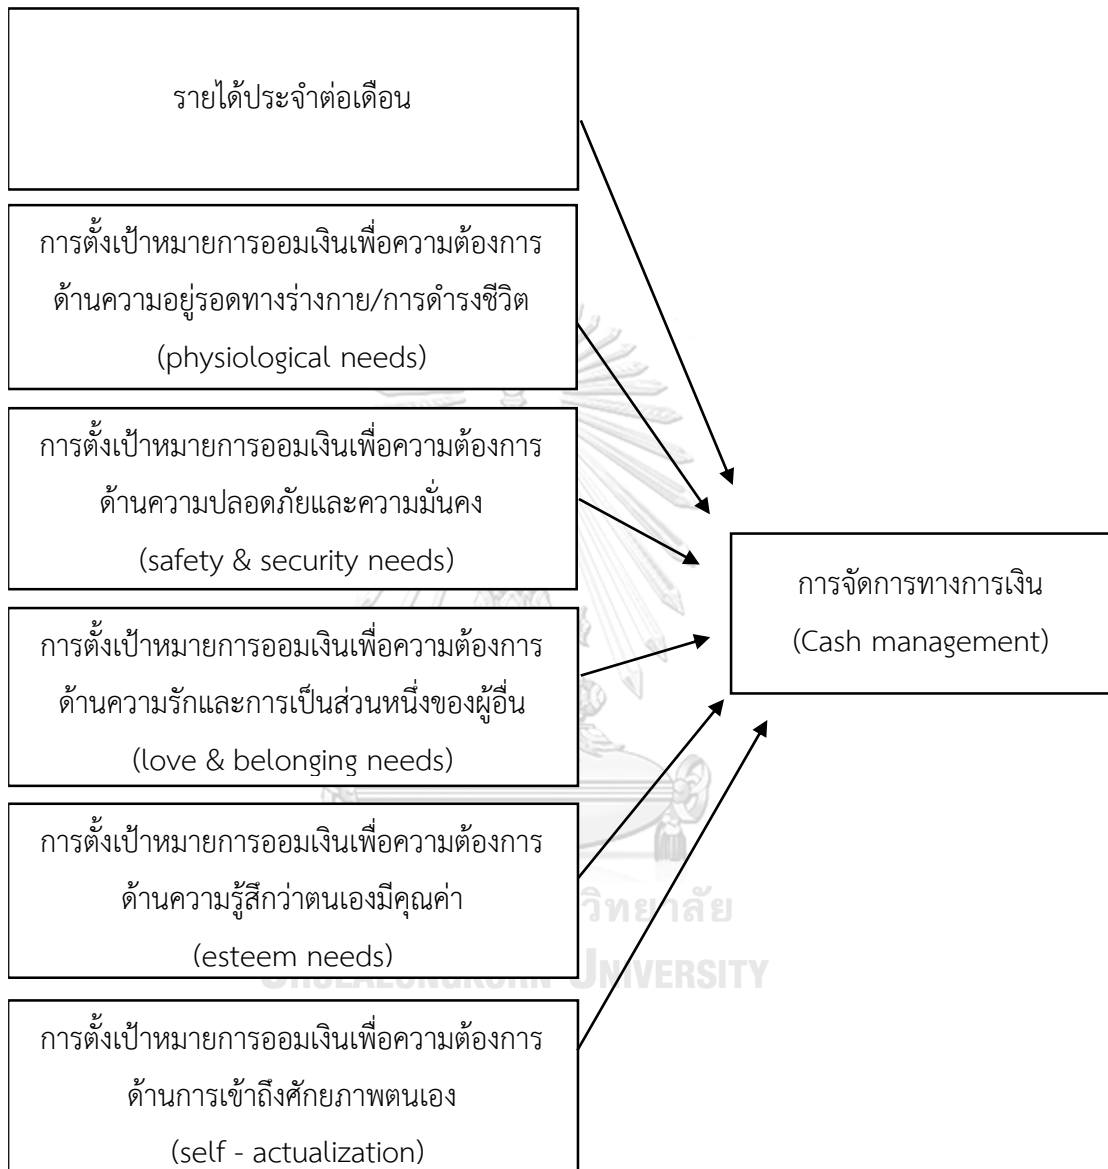 รายได้ประจำต่อเดือน
การตั้งเป้าหมายการออมเงินเพื่อความต้องการ
ด้านความอยู่รอดทางร่างกาย/การดำรงชีวิต
(physiological needs)
การตั้งเป้าหมายการออมเงินเพื่อความต้องการ
ด้านความปลอดภัยและความมั่นคง
(safety & security needs)
การตั้งเป้าหมายการออมเงินเพื่อความต้องการ
ด้านความรักและการเป็นส่วนหนึ่งของผู้อื่น
(love & belonging needs)
การตั้งเป้าหมายการออมเงินเพื่อความต้องการ
ด้านความรู้สึกว่าตนเองมีคุณค่า
(esteem needs)
การตั้งเป้าหมายการออมเงินเพื่อความต้องการ
ด้านการเข้าถึงศักยภาพตนเอง
(self - actualization)
การจัดการทางการเงิน
(Cash management)
วิทยาลัย
UNIVERSITY